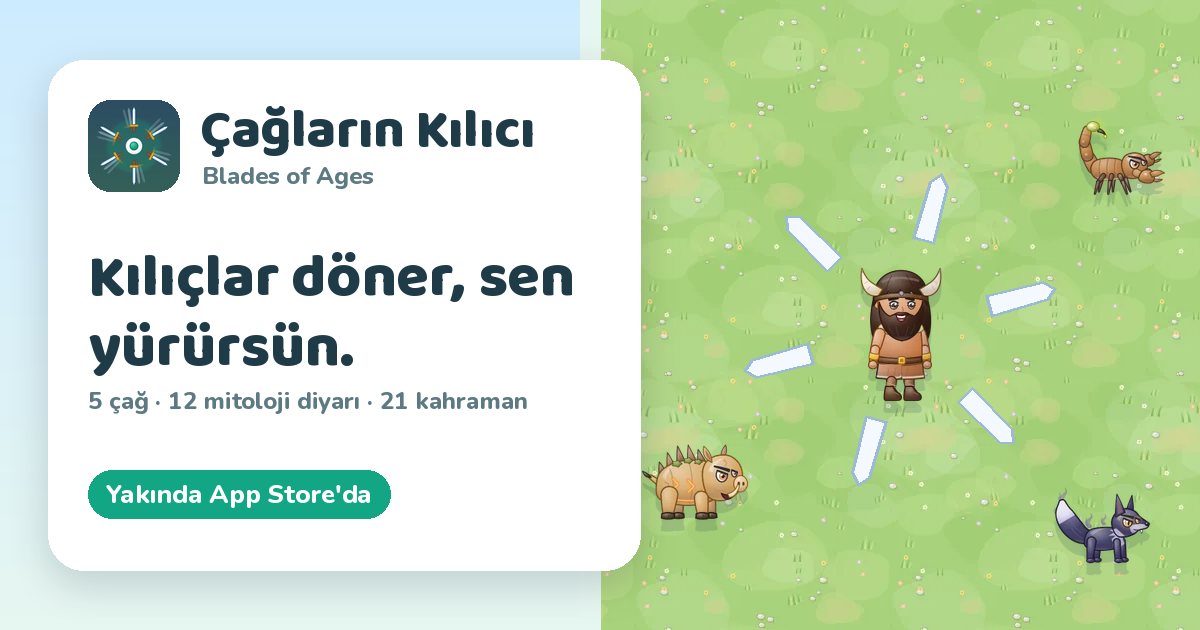 Çağların Kılıcı
Blades of Ages
Kılıçlar döner, sen
yürürsün.
5 çağ · 12 mitoloji diyarı · 21 kahraman
Yakında App Store'da